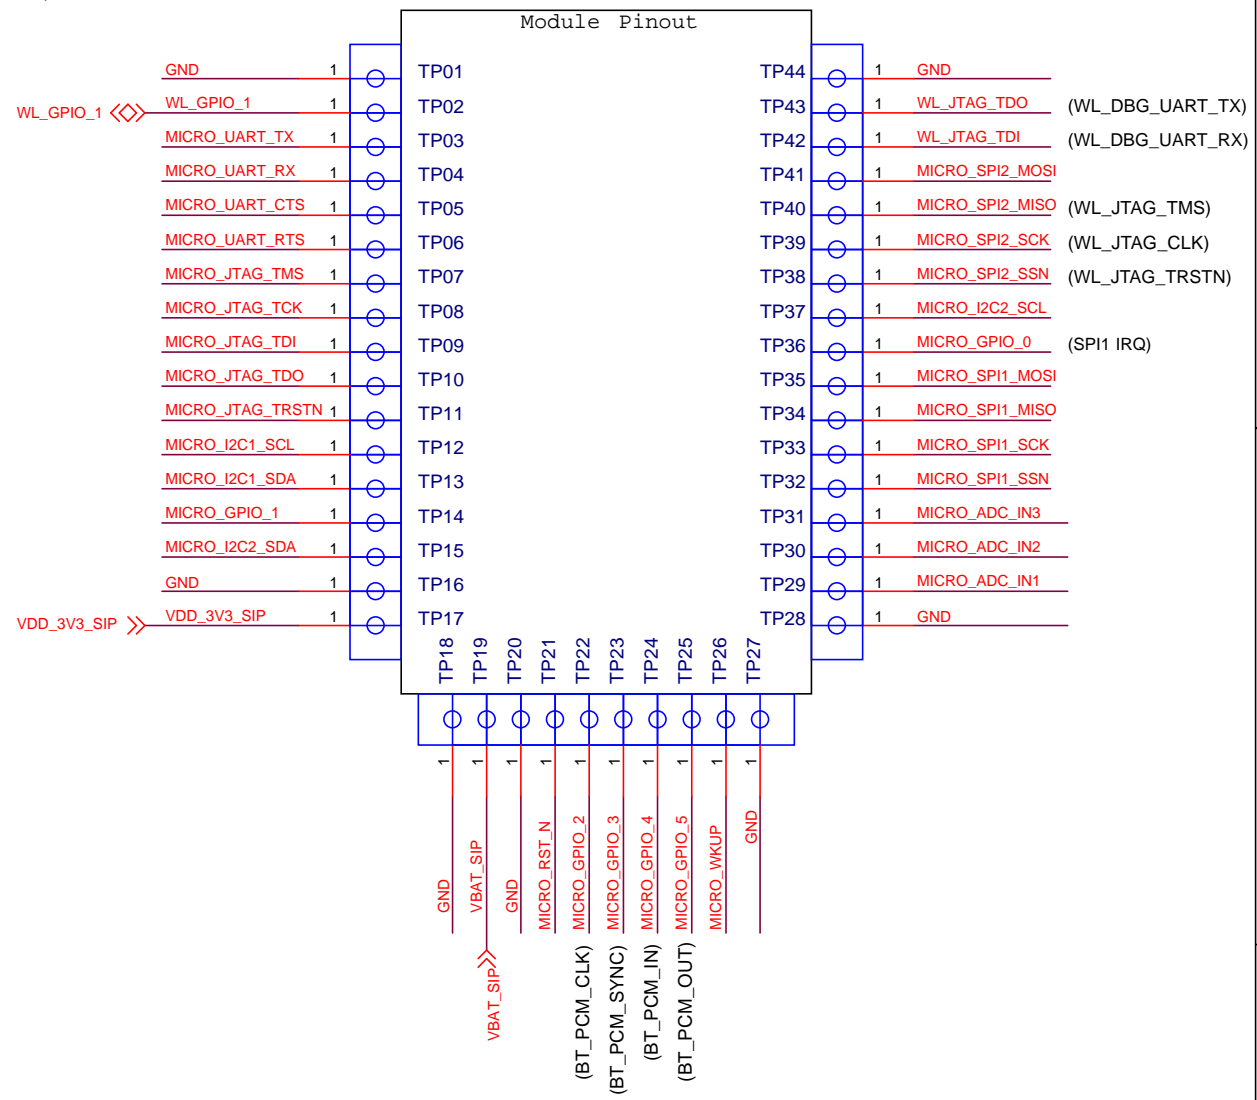 Module Pinout
GND 1 TP01 TP44 1 GND
WL_GPIO_1 WL_GPIO_1 1 TP02 TP43 1 WL_JTAG_TDO (WL_DBG_UART_TX)
MICRO_UART_TX 1 TP03 TP42 1 WL_JTAG_TDI (WL_DBG_UART_RX)
MICRO_UART_RX 1 TP04 TP41 1 MICRO_SPI2_MOSI
MICRO_UART_CTS 1 TP05 TP40 1 MICRO_SPI2_MISO (WL_JTAG_TMS)
MICRO_UART_RTS 1 TP06 TP39 1 MICRO_SPI2_SCK (WL_JTAG_CLK)
MICRO_JTAG_TMS 1 TP07 TP38 1 MICRO_SPI2_SSN (WL_JTAG_TRSTN)
MICRO_JTAG_TCK 1 TP08 TP37 1 MICRO_I2C2_SCL
MICRO_JTAG_TDI 1 TP09 TP36 1 MICRO_GPIO_0 (SPI1 IRQ)
MICRO_JTAG_TDO 1 TP10 TP35 1 MICRO_SPI1_MOSI
MICRO_JTAG_TRSTN 1 TP11 TP34 1 MICRO_SPI1_MISO
MICRO_I2C1_SCL 1 TP12 TP33 1 MICRO_SPI1_SCK
MICRO_I2C1_SDA 1 TP13 TP32 1 MICRO_SPI1_SSN
MICRO_GPIO_1 1 TP14 TP31 1 MICRO_ADC_IN3
MICRO_I2C2_SDA 1 TP15 TP30 1 MICRO_ADC_IN2
GND 1 TP16 TP29 1 MICRO_ADC_IN1
VDD_3V3_SIP VDD_3V3_SIP 1 TP17 TP28 1 GND
TP18 1 GND
TP19 1 VBAT_SIP VBAT_SIP
TP20 1 GND
TP21 1 MICRO_RST_N
TP22 1 MICRO_GPIO_2 (BT_PCM_CLK)
TP23 1 MICRO_GPIO_3 (BT_PCM_SYNC)
TP24 1 MICRO_GPIO_4 (BT_PCM_IN)
TP25 1 MICRO_GPIO_5 (BT_PCM_OUT)
TP26 1 MICRO_WKUP
TP27 1 GND